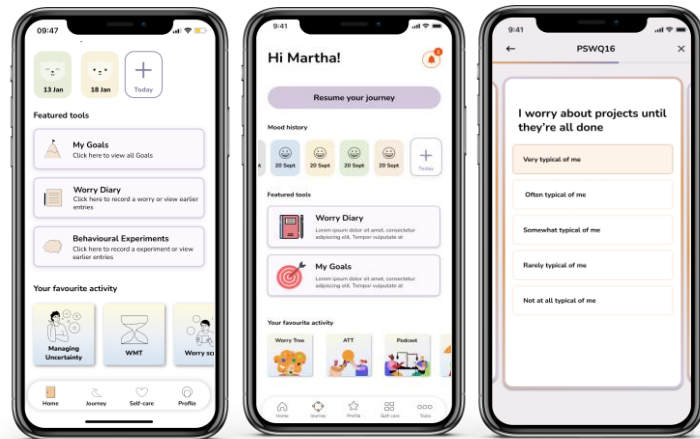 09:47
13 Jan
18 Jan
Today
Featured tools
My Goals
Click here to view all Goals
Worry Diary
Click here to record a worry or view earlier
entries
Behavioural Experiments
Click here to record a experiment or view
earlier entries
Your favourite activity
Managing
Uncertainty
WMT
Worry sc
Home
Journey
Self-care
Profile
9:41
Hi Martha!
Resume your journey
Mood history
20 Sept
20 Sept
20 Sept
20 Sept
Today
Featured tools
Worry Diary
Lorem ipsum dolor sit amet, consectetur
adipiscing elit. Tempor vulputate at
My Goals
Lorem ipsum dolor sit amet, consectetur
adipiscing elit. Tempor vulputate at
Your favourite activity
Worry Tree
ATT
Podcast
Home
Journey
Profile
Self care
9:41
PSWQ16
I worry about projects until
they're all done
Very typical of me
Often typical of me
Somewhat typical of me
Rarely typical of me
Not at all typical of me